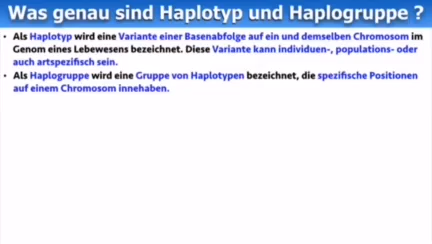 Was genau sind Haplotyp und Haplogruppe ?
• Als Haplotyp wird eine Variante einer Basenabfolge auf ein und demselben Chromosom im
Genom eines Lebewesens bezeichnet. Diese Variante kann individuen-, populations- oder
auch artspezifisch sein.
• Als Haplogruppe wird eine Gruppe von Haplotypen bezeichnet, die spezifische Positionen
auf einem Chromosom innehaben.